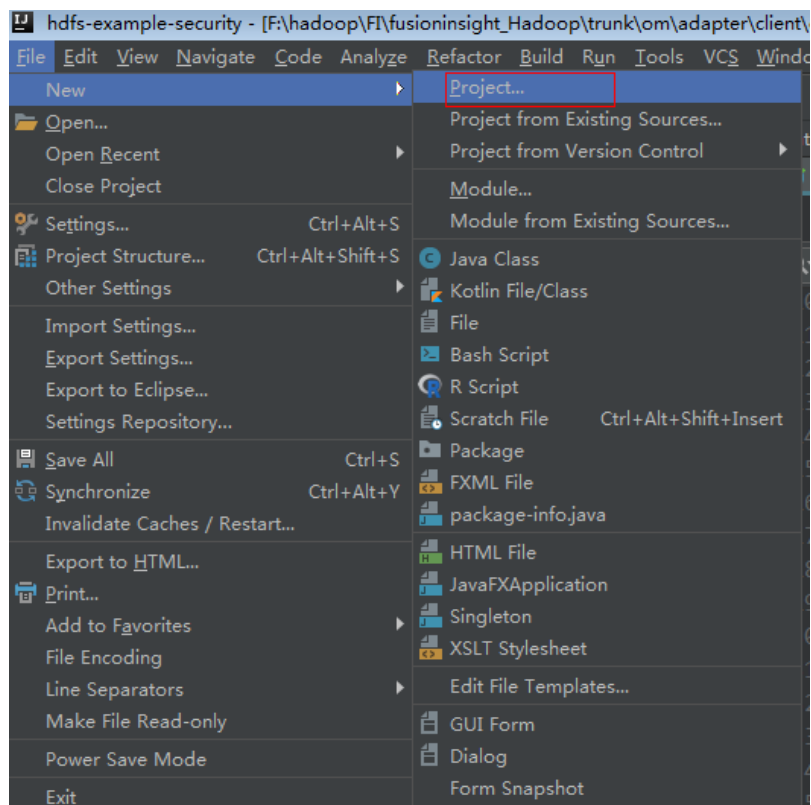 hdfs-example-security - [F:\hadoop\FI\fusioninsight_Hadoop\trunk\om\adapter\client\
File Edit View Navigate Code Analyze Refactor Build Run Tools VCS Windo
New
Open...
Open Recent
Close Project
Settings... Ctrl+Alt+S
Project Structure... Ctrl+Alt+Shift+S
Other Settings
Import Settings...
Export Settings...
Export to Eclipse...
Settings Repository...
Save All Ctrl+S
Synchronize Ctrl+Alt+Y
Invalidate Caches / Restart...
Export to HTML...
Print...
Add to Favorites
File Encoding
Line Separators
Make File Read-only
Power Save Mode
Exit
Project...
Project from Existing Sources...
Project from Version Control
Module...
Module from Existing Sources...
Java Class
Kotlin File/Class
File
Bash Script
R Script
Scratch File Ctrl+Alt+Shift+Insert
Package
FXML File
package-info.java
HTML File
JavaFXApplication
Singleton
XSLT Stylesheet
Edit File Templates...
GUI Form
Dialog
Form Snapshot